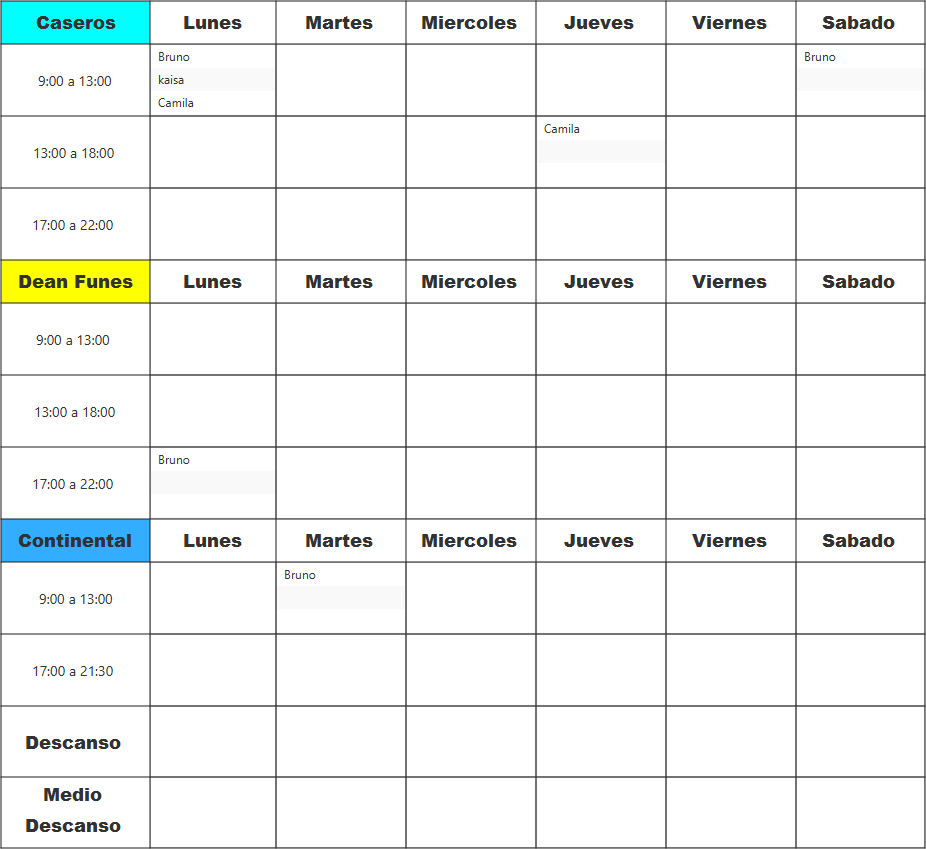 Caseros Lunes Martes Miercoles Jueves Viernes Sabado
9:00 a 13:00
Bruno
kaisa
Camila
Bruno
13:00 a 18:00
Camila
17:00 a 22:00
Dean Funes Lunes Martes Miercoles Jueves Viernes Sabado
9:00 a 13:00
13:00 a 18:00
17:00 a 22:00
Bruno
Continental Lunes Martes Miercoles Jueves Viernes Sabado
9:00 a 13:00
Bruno
17:00 a 21:30
Descanso
Medio
Descanso